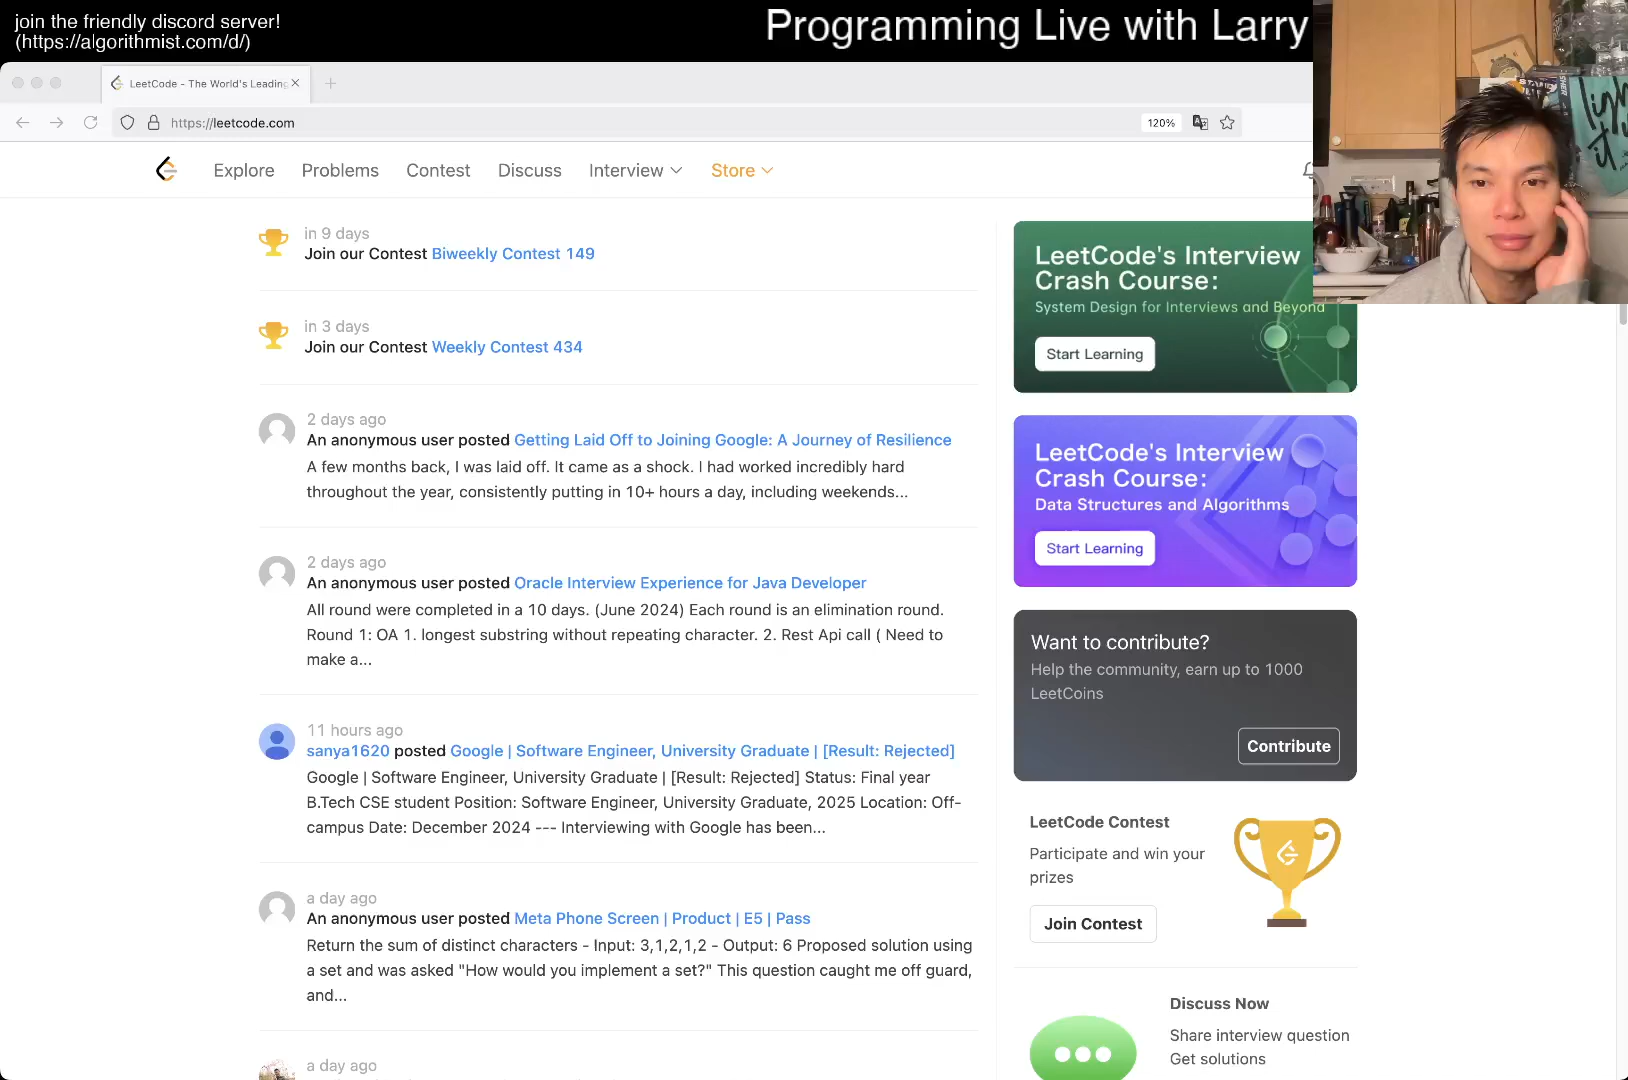 join the friendly discord server!
(https://algorithmist.com/d/)
Programming Live with Larry
LeetCode - The World's Leading
https://leetcode.com
120%
Explore
Problems
Contest
Discuss
Interview
Store
in 9 days
Join our Contest Biweekly Contest 149
in 3 days
Join our Contest Weekly Contest 434
2 days ago
An anonymous user posted Getting Laid Off to Joining Google: A Journey of Resilience
A few months back, I was laid off. It came as a shock. I had worked incredibly hard
throughout the year, consistently putting in 10+ hours a day, including weekends...
2 days ago
An anonymous user posted Oracle Interview Experience for Java Developer
All round were completed in a 10 days. (June 2024) Each round is an elimination round.
Round 1: OA 1. longest substring without repeating character. 2. Rest Api call ( Need to
make a...
11 hours ago
sanya1620 posted Google | Software Engineer, University Graduate | [Result: Rejected]
Google | Software Engineer, University Graduate | [Result: Rejected] Status: Final year
B.Tech CSE student Position: Software Engineer, University Graduate, 2025 Location: Off-
campus Date: December 2024 --- Interviewing with Google has been...
a day ago
An anonymous user posted Meta Phone Screen | Product | E5 | Pass
Return the sum of distinct characters - Input: 3,1,2,1,2 - Output: 6 Proposed solution using
a set and was asked "How would you implement a set?" This question caught me off guard,
and...
a day ago
LeetCode's Interview
Crash Course:
System Design for Interviews and Beyond
Start Learning
LeetCode's Interview
Crash Course:
Data Structures and Algorithms
Start Learning
Want to contribute?
Help the community, earn up to 1000
LeetCoins
Contribute
LeetCode Contest
Participate and win your
prizes
Join Contest
Discuss Now
Share interview question
Get solutions